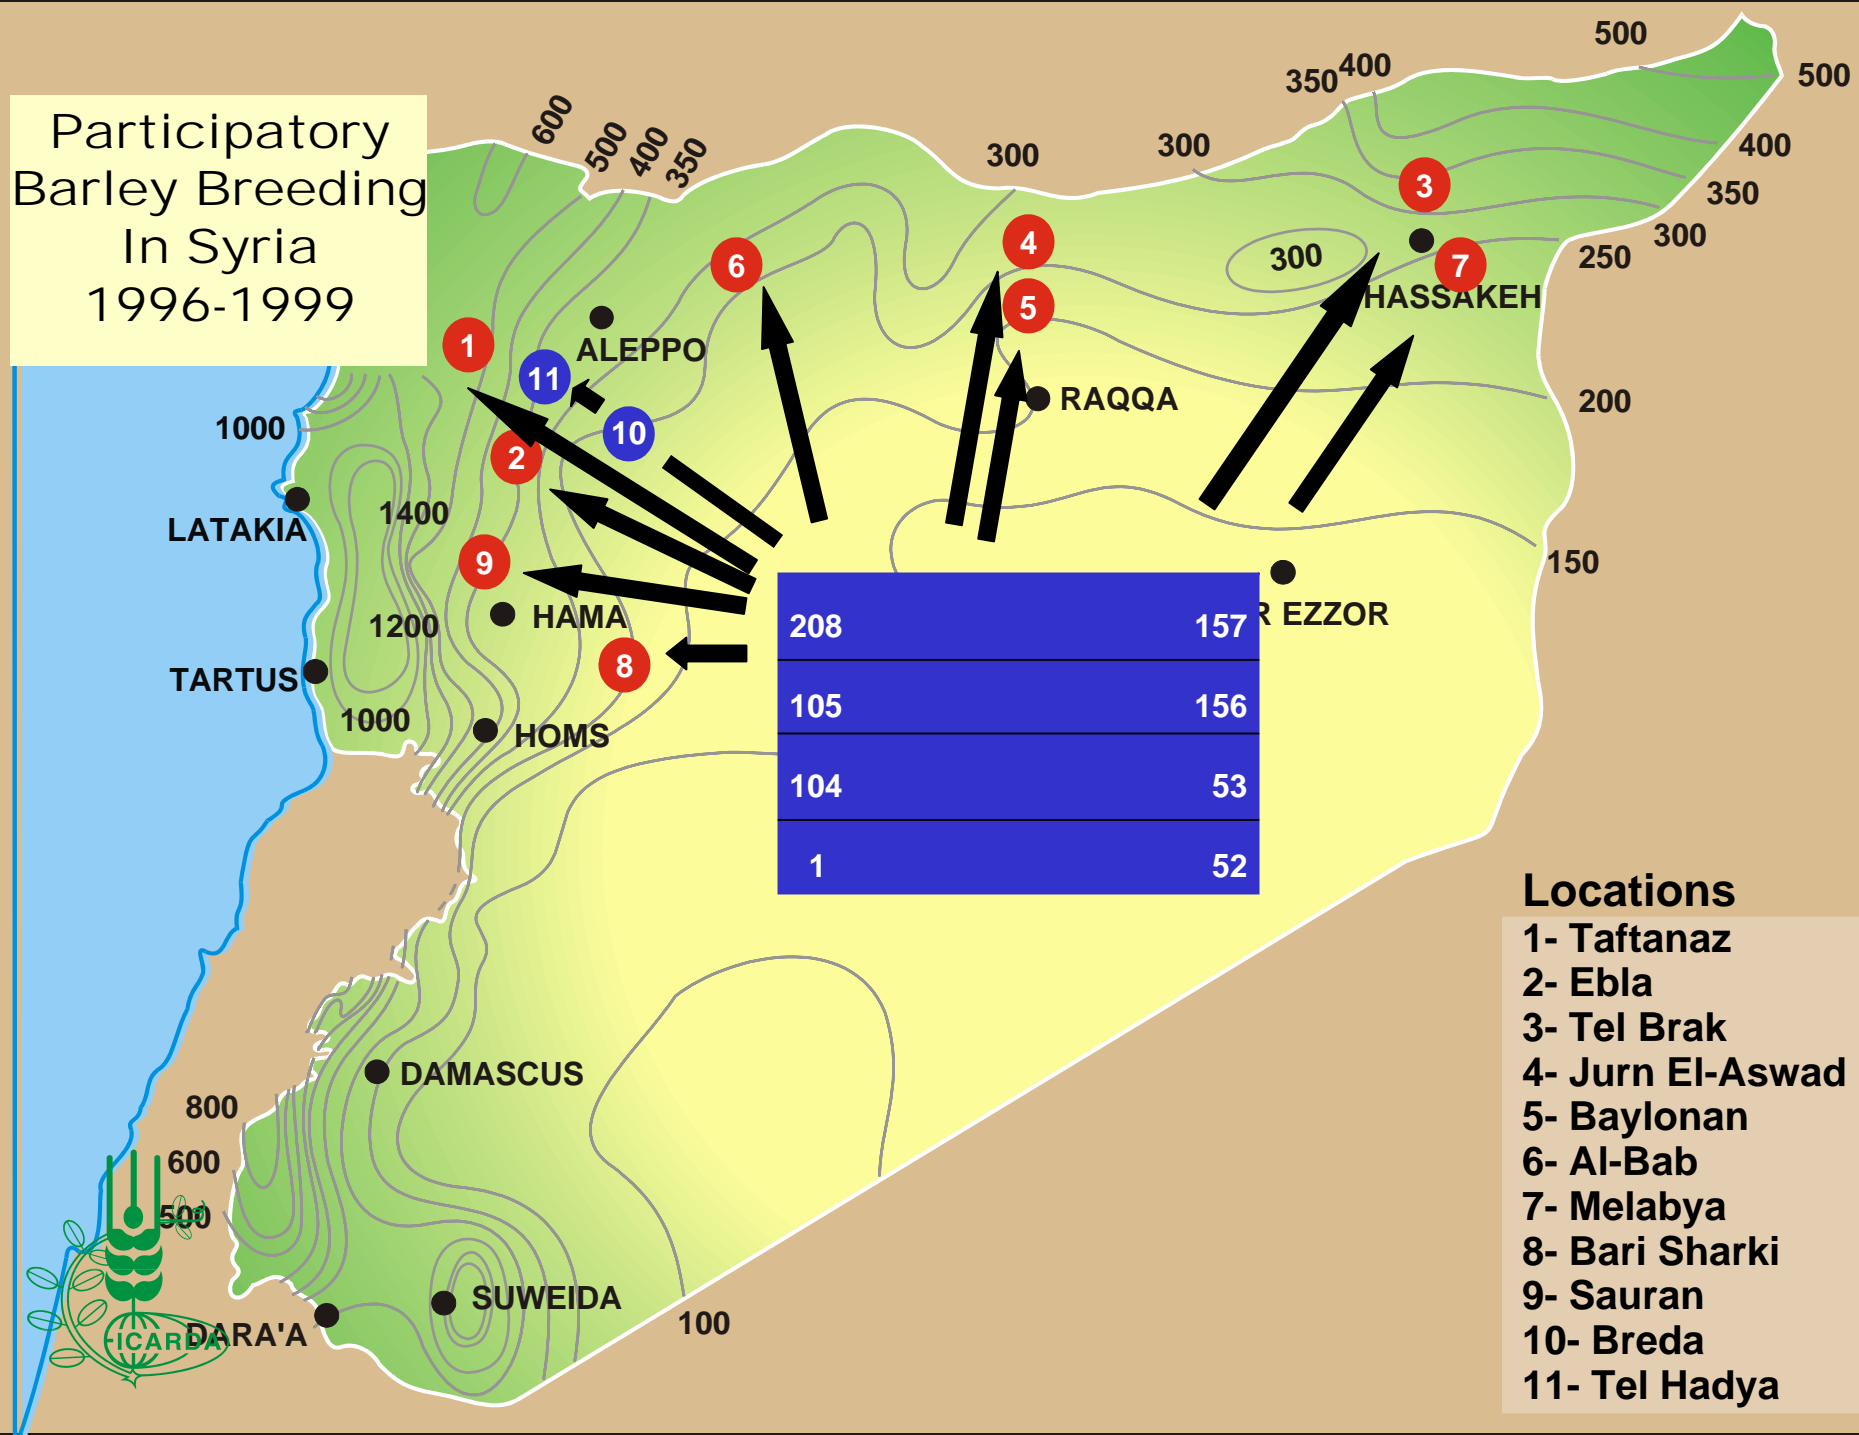 Participatory
Barley Breeding
In Syria
1996-1999
600
500
400
350
300
300
350
400
500
500
400
350
300
250
200
150
300
3
4
6
7
5
HASSAKEH
1
ALEPPO
11
RAQQA
10
2
1000
LATAKIA
1400
9
HAMA
1200
8
TARTUS
1000
HOMS
R EZZOR
208 157
105 156
104 53
1 52
DAMASCUS
800
600
500
SUWEIDA
DARA'A
ICARDA
100
Locations
1- Taftanaz
2- Ebla
3- Tel Brak
4- Jurn El-Aswad
5- Baylonan
6- Al-Bab
7- Melabya
8- Bari Sharki
9- Sauran
10- Breda
11- Tel Hadya